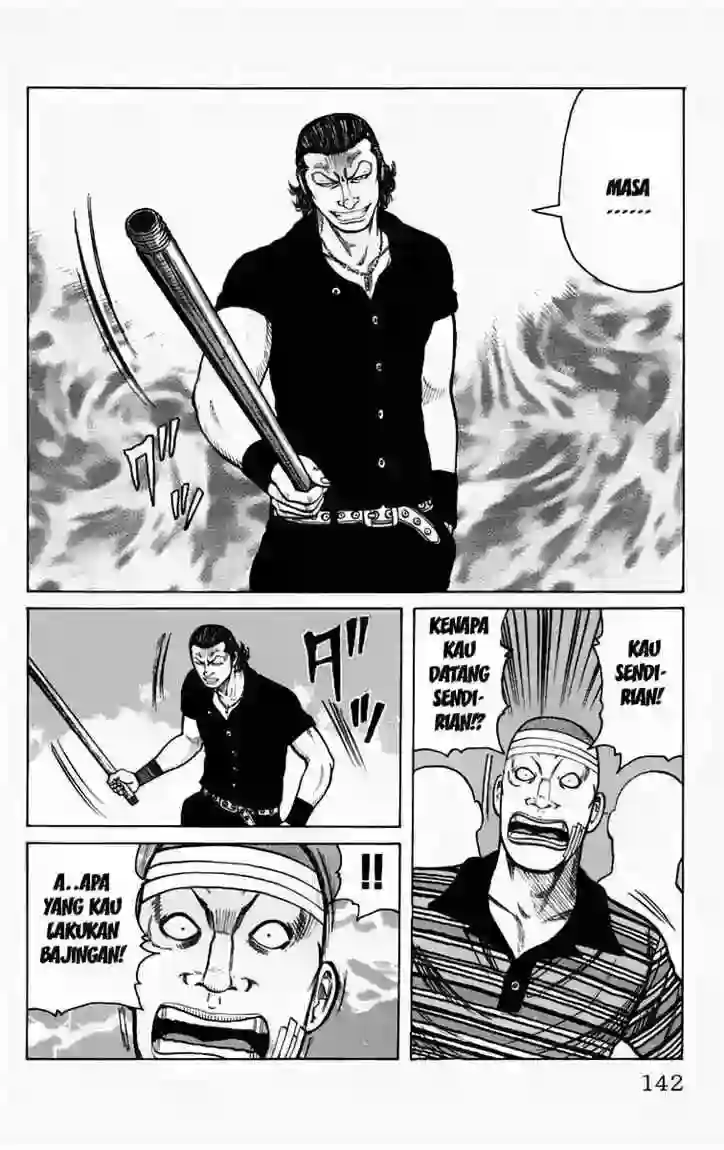 MASA
......
グッ
KAU
SENDI-
RIAN!
KENAPA
KAU
DATANG
SENDI-
RIAN!?
ダッ
!!
A..APA
YANG KAU
LAKUKAN
BAJINGAN!
142